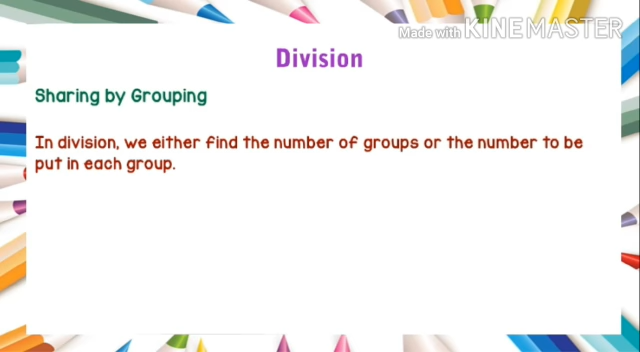 Made with KINEMASTER
Division
Sharing by Grouping
In division, we either find the number of groups or the number to be
put in each group.